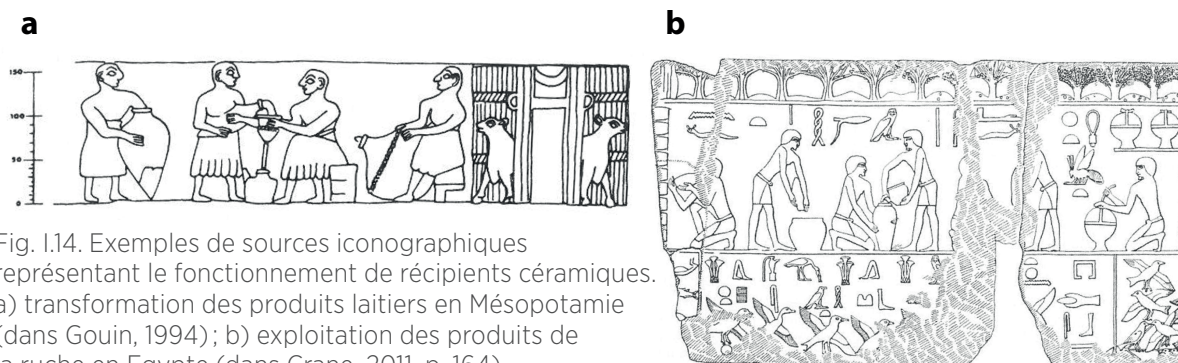 a
b
150
100
50
0
Fig. I.14. Exemples de sources iconographiques
représentant le fonctionnement de récipients céramiques.
a) transformation des produits laitiers en Mésopotamie
(dans Gouin, 1994) ; b) exploitation des produits de
la ruche en Egypte (dans Crane, 2011, p. 164).